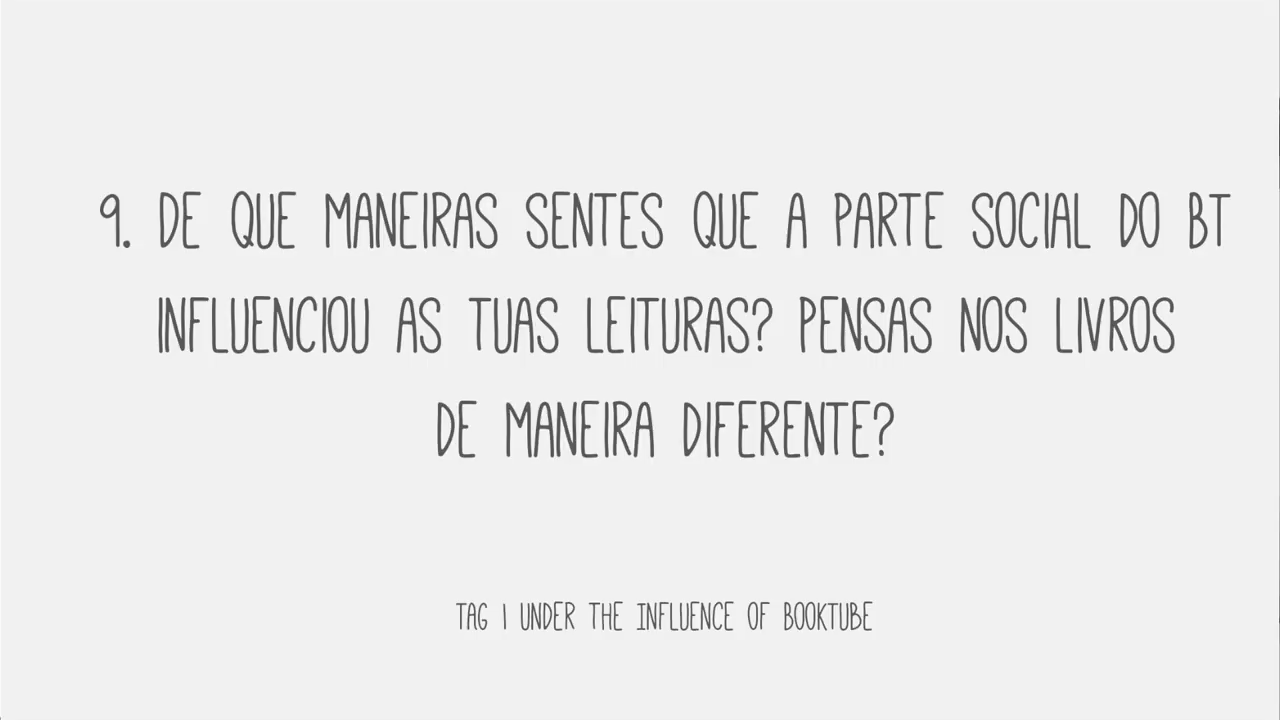 9. DE QUE MANEIRAS SENTES QUE A PARTE SOCIAL DO BT
INFLUENCIOU AS TUAS LEITURAS? PENSAS NOS LIVROS
DE MANEIRA DIFERENTE?
TAG | UNDER THE INFLUENCE OF BOOKTUBE